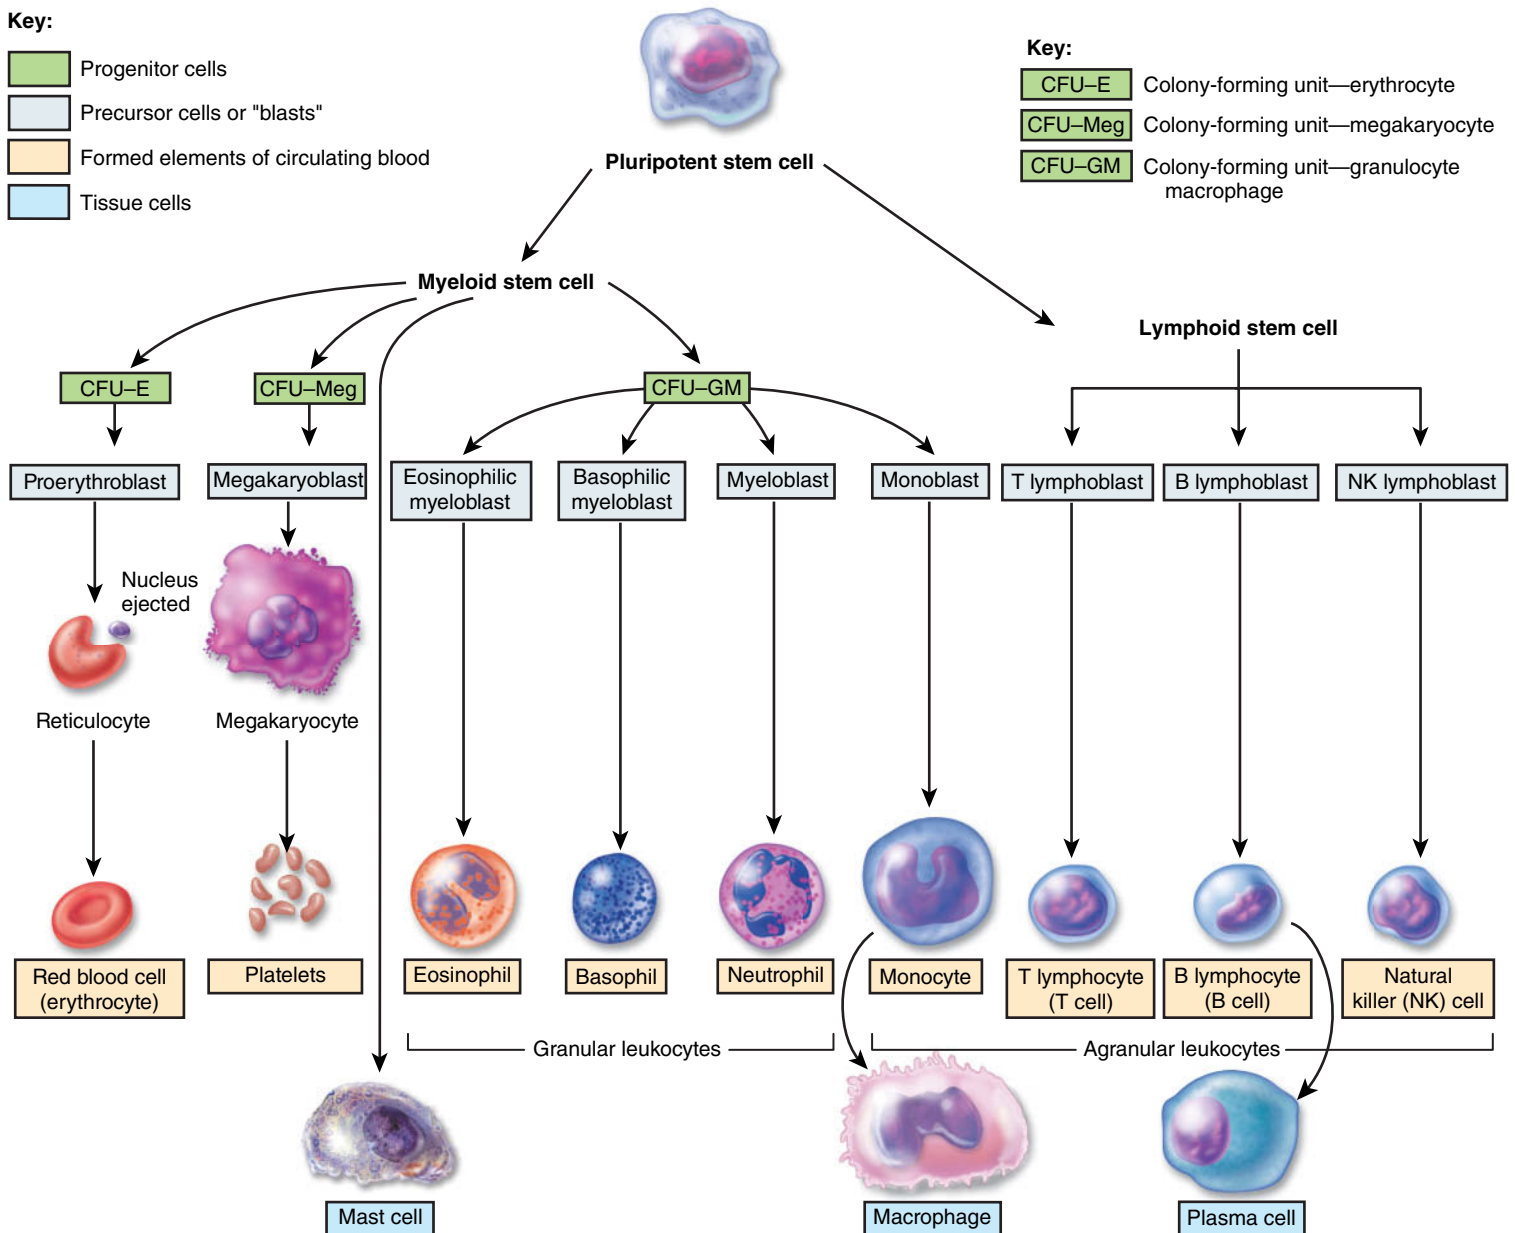 Key:
Progenitor cells
Precursor cells or "blasts"
Formed elements of circulating blood
Tissue cells
Key:
CFU–E Colony-forming unit—erythrocyte
CFU–Meg Colony-forming unit—megakaryocyte
CFU–GM Colony-forming unit—granulocyte
macrophage
Pluripotent stem cell
Myeloid stem cell
Lymphoid stem cell
CFU–E
CFU–Meg
CFU–GM
Proerythroblast
Megakaryoblast
Eosinophilic
myeloblast
Basophilic
myeloblast
Myeloblast
Monoblast
T lymphoblast
B lymphoblast
NK lymphoblast
Nucleus
ejected
Reticulocyte
Megakaryocyte
Red blood cell
(erythrocyte)
Platelets
Eosinophil
Basophil
Neutrophil
Monocyte
T lymphocyte
(T cell)
B lymphocyte
(B cell)
Natural
killer (NK) cell
Granular leukocytes
Agranular leukocytes
Mast cell
Macrophage
Plasma cell